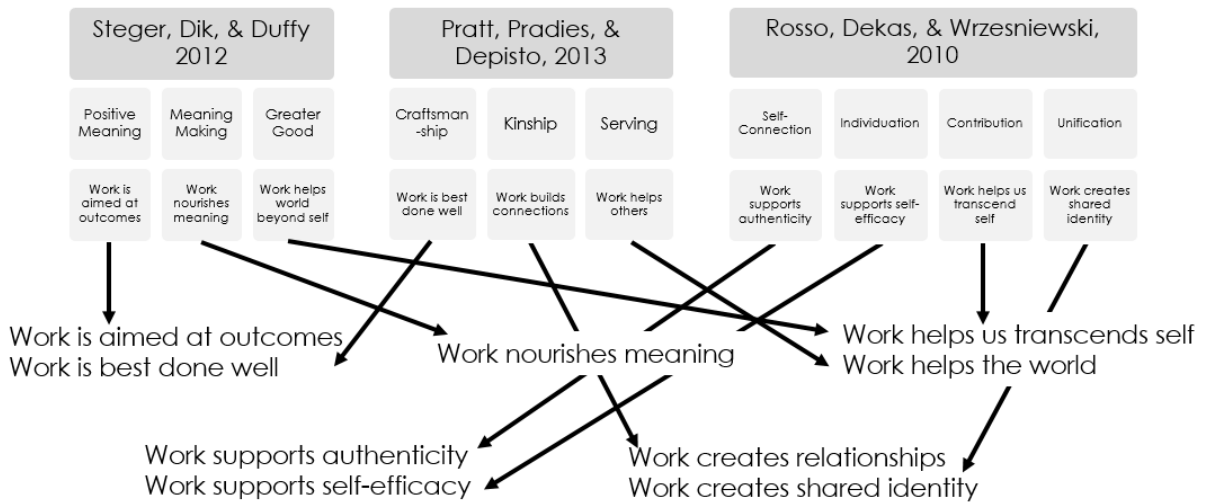 Steger, Dik, & Duffy
2012
Pratt, Pradies, &
Depisto, 2013
Rosso, Dekas, & Wrzesniewski,
2010
Positive
Meaning
Meaning
Making
Greater
Good
Craftsman
-ship
Kinship
Serving
Self-
Connection
Individuation
Contribution
Unification
Work is
aimed at
outcomes
Work
nourishes
meaning
Work helps
world
beyond self
Work is best
done well
Work builds
connections
Work helps
others
Work
supports
authenticity
Work
supports self-
efficacy
Work helps us
transcend
self
Work creates
shared
identity
Work is aimed at outcomes
Work is best done well
Work nourishes meaning
Work helps us transcends self
Work helps the world
Work supports authenticity
Work supports self-efficacy
Work creates relationships
Work creates shared identity